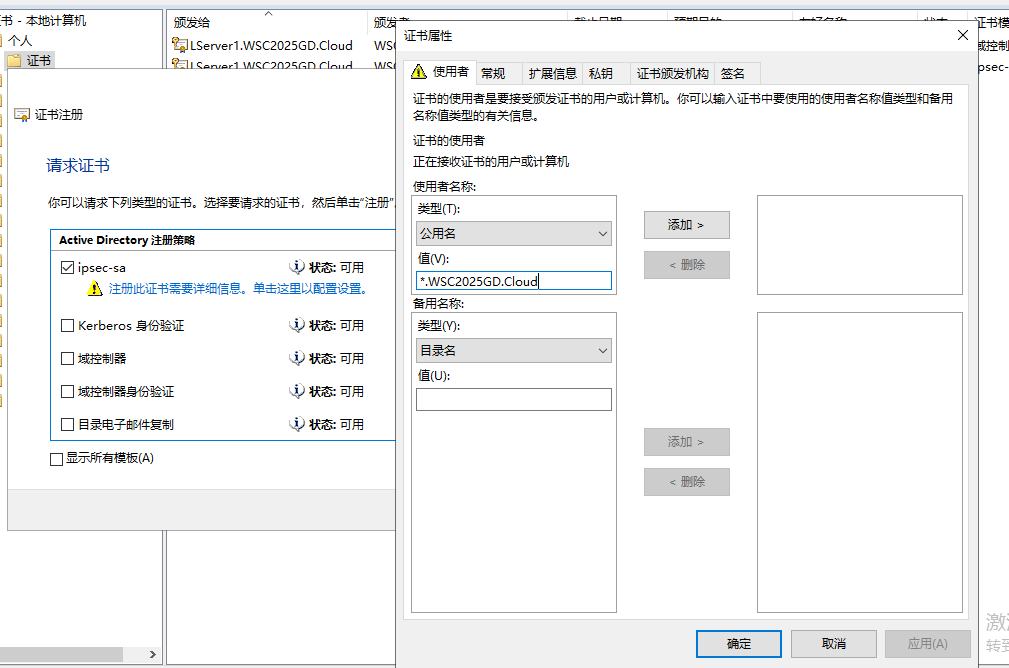 书 - 本地计算机
个人
证书
颁发给
LServer1.WSC2025GD.Cloud
WSC
LServer1.WSC2025GD.Cloud
证书模
域控制
psec-
证书注册
请求证书
你可以请求下列类型的证书。选择要请求的证书，然后单击“注册”。
Active Directory 注册策略
ipsec-sa
状态: 可用
注册此证书需要详细信息。单击这里以配置设置。
Kerberos 身份验证
状态: 可用
域控制器
状态: 可用
域控制器身份验证
状态: 可用
目录电子邮件复制
状态: 可用
显示所有模板(A)
证书属性
使用者
常规
扩展信息
私钥
证书颁发机构
签名
证书的使用者是要接受颁发证书的用户或计算机。你可以输入证书中要使用的使用者名称值类型和备用
名称值类型的有关信息。
证书的使用者
正在接收证书的用户或计算机
使用者名称:
类型(T):
公用名
值(V):
*.WSC2025GD.Cloud
添加 >
< 删除
备用名称:
类型(Y):
目录名
值(U):
添加 >
< 删除
确定
取消
应用(A)
激
转到